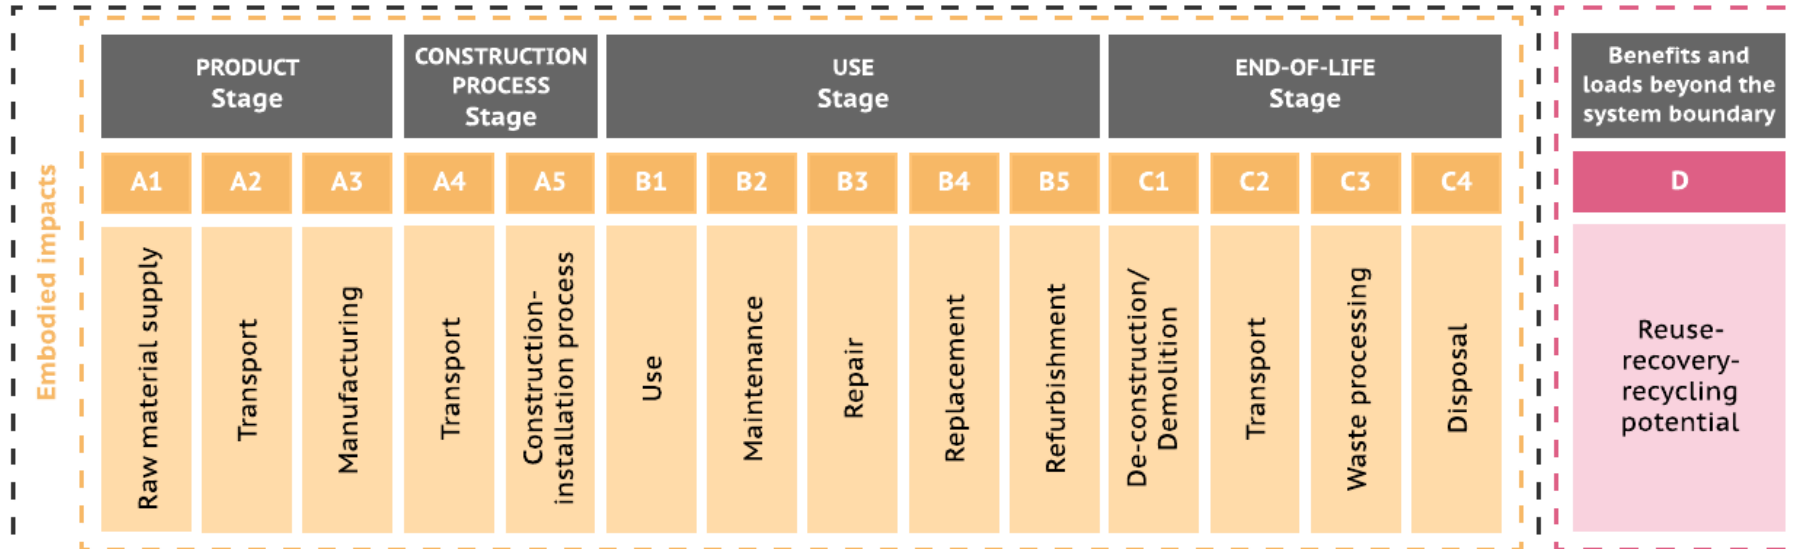 PRODUCT
Stage
CONSTRUCTION
PROCESS
Stage
USE
Stage
END-OF-LIFE
Stage
Benefits and
loads beyond the
system boundary
A1
A2
A3
A4
A5
B1
B2
B3
B4
B5
C1
C2
C3
C4
D
Embodied impacts
Raw material supply
Transport
Manufacturing
Transport
Construction-
installation process
Use
Maintenance
Repair
Replacement
Refurbishment
De-construction/
Demolition
Transport
Waste processing
Disposal
Reuse-
recovery-
recycling
potential